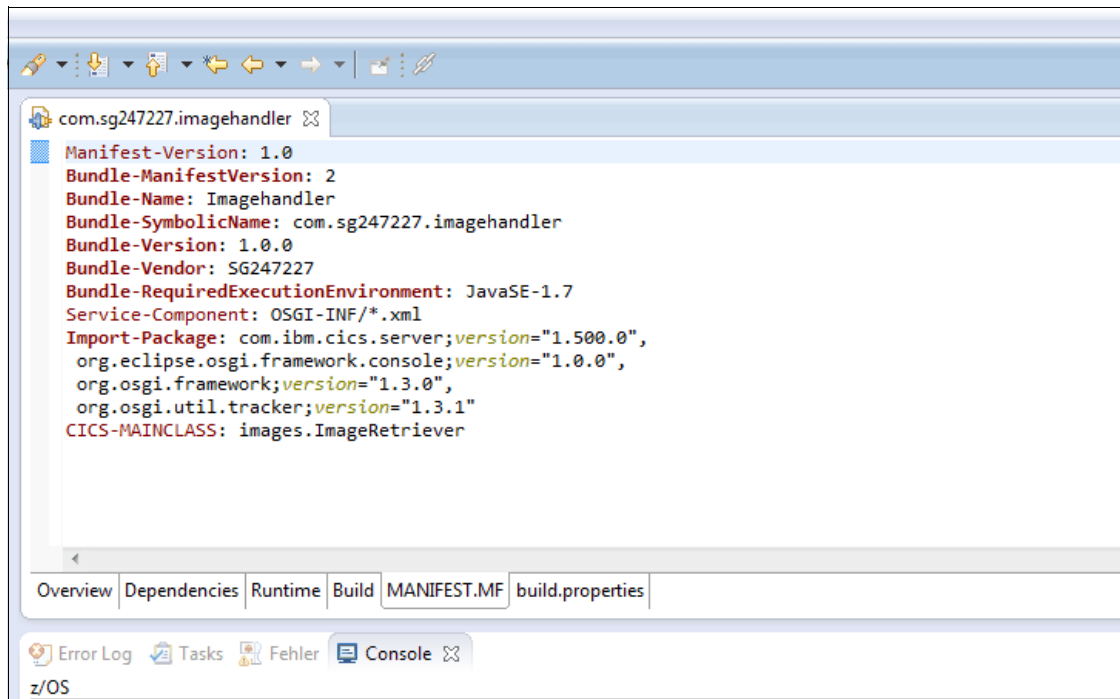 com.sg247227.imagehandler
Manifest-Version: 1.0
Bundle-ManifestVersion: 2
Bundle-Name: Imagehandler
Bundle-SymbolicName: com.sg247227.imagehandler
Bundle-Version: 1.0.0
Bundle-Vendor: SG247227
Bundle-RequiredExecutionEnvironment: JavaSE-1.7
Service-Component: OSGI-INF/*.xml
Import-Package: com.ibm.cics.server;version="1.500.0",
org.eclipse.osgi.framework.console;version="1.0.0",
org.osgi.framework;version="1.3.0",
org.osgi.util.tracker;version="1.3.1"
CICS-MAINCLASS: images.ImageRetriever
Overview Dependencies Runtime Build MANIFEST.MF build.properties
Error Log Tasks Fehler Console
z/OS